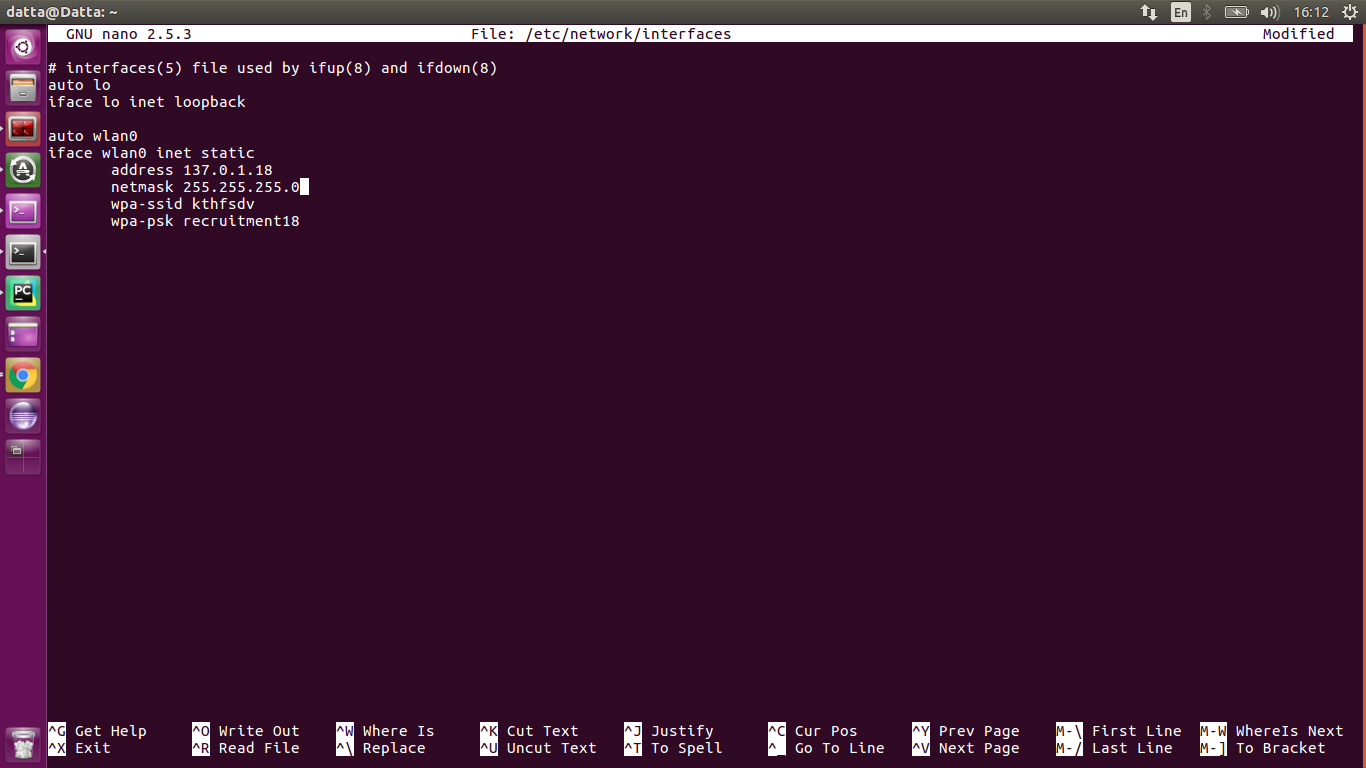 datta@Datta: ~
En
16:12
GNU nano 2.5.3 File: /etc/network/interfaces Modified
# interfaces(5) file used by ifup(8) and ifdown(8)
auto lo
iface lo inet loopback
auto wlan0
iface wlan0 inet static
address 137.0.1.18
netmask 255.255.255.0
wpa-ssid kthfsdv
wpa-psk recruitment18
PC
^G Get Help ^O Write Out ^W Where Is ^K Cut Text ^J Justify ^C Cur Pos ^Y Prev Page M-\ First Line M-W WhereIs Next
^X Exit ^R Read File ^\ Replace ^U Uncut Text ^T To Spell ^_ Go To Line ^V Next Page M-/ Last Line M-] To Bracket